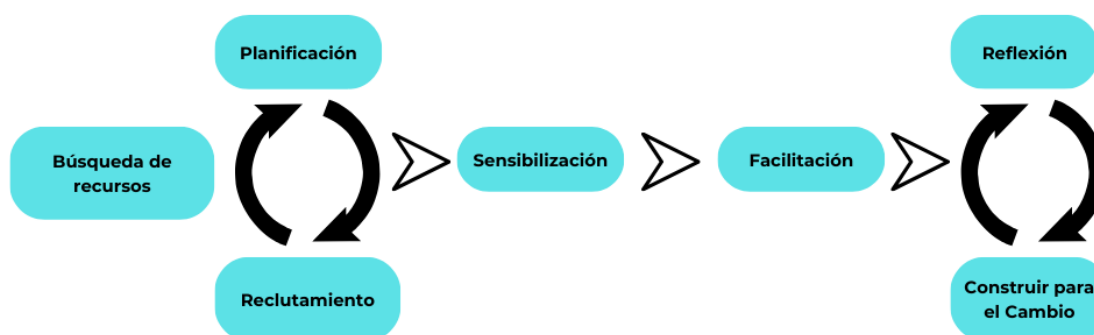 Búsqueda de
recursos
Planificación
Reclutamiento
Sensibilización
Facilitación
Reflexión
Construir para
el Cambio